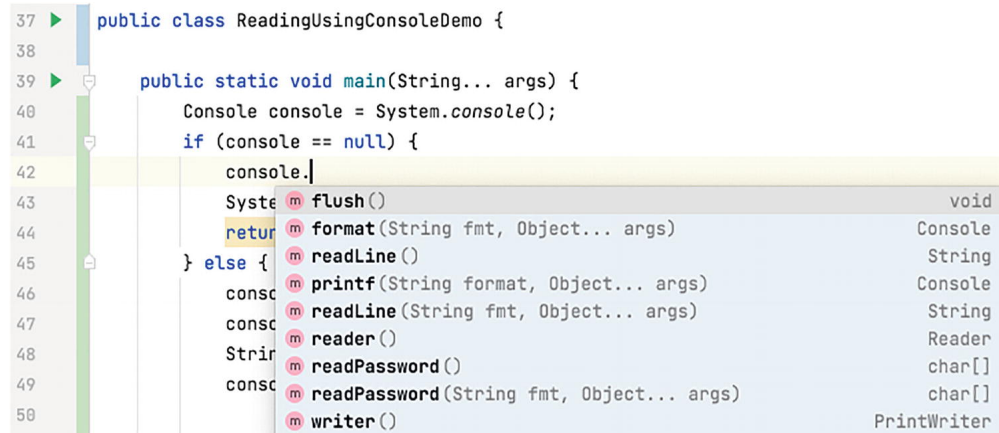 37 public class ReadingUsingConsoleDemo {
38
39 public static void main(String... args) {
40 Console console = System.console();
41 if (console == null) {
42 console.
43 Syste m flush() void
44 retur m format(String fmt, Object... args) Console
45 } else { m readLine() String
46 consc m printf(String format, Object... args) Console
47 consc m readLine(String fmt, Object... args) String
48 Strin m reader() Reader
49 consc m readPassword() char[]
m readPassword(String fmt, Object... args) char[]
50 m writer() PrintWriter